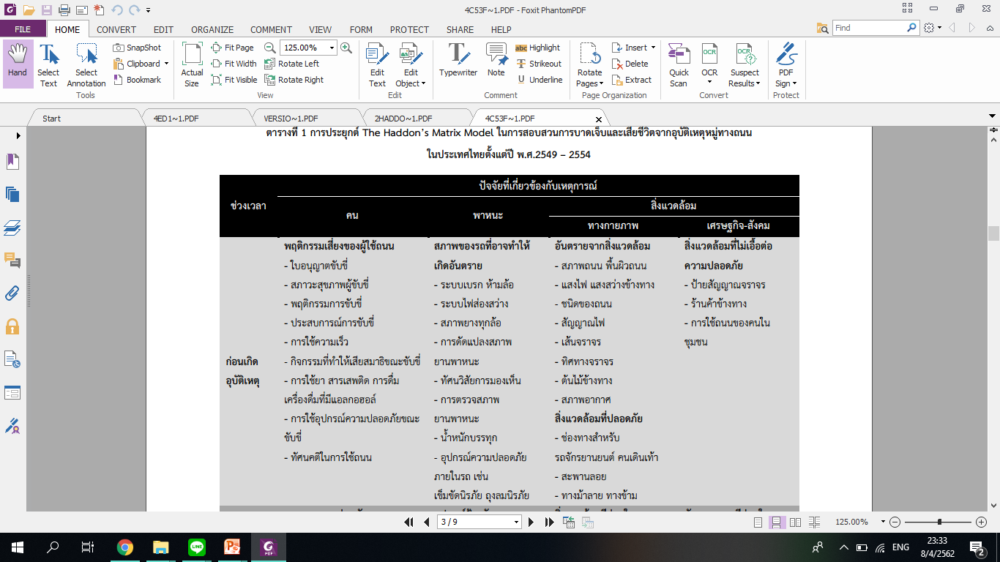 4C53F~1.PDF - Foxit PhantomPDF
FILE HOME CONVERT EDIT ORGANIZE COMMENT VIEW FORM PROTECT SHARE HELP Find
Hand
Select Text
Select Annotation
SnapShot
Clipboard
Bookmark
Tools
Actual Size
Fit Page
Fit Width
Fit Visible
125.00%
Rotate Left
Rotate Right
View
Edit Text
Edit Object
Edit
Typewriter
Note
abc Highlight
Strikeout
Underline
Comment
Rotate Pages
Insert
Delete
Extract
Page Organization
Quick Scan
OCR
OCR
OCR
Suspect Results
Convert
PDF Sign
Protect
Start 4ED1~1.PDF VERSIO~1.PDF 2HADDO~1.PDF 4C53F~1.PDF
ตารางที่ 1 การประยุกต์ The Haddon's Matrix Model ในการสอบสวนการบาดเจ็บและเสียชีวิตจากอุบัติเหตุหมู่ทางถนน
ในประเทศไทยตั้งแต่ปี พ.ศ.2549 – 2554
ช่วงเวลา
ปัจจัยที่เกี่ยวข้องกับเหตุการณ์
คน
พาหนะ
สิ่งแวดล้อม
ทางกายภาพ
เศรษฐกิจ-สังคม
ก่อนเกิด
อุบัติเหตุ
พฤติกรรมเสี่ยงของผู้ใช้ถนน
- ใบอนุญาตขับขี่
- สภาวะสุขภาพผู้ขับขี่
- พฤติกรรมการขับขี่
- ประสบการณ์การขับขี่
- การใช้ความเร็ว
- กิจกรรมที่ทำให้เสียสมาธิขณะขับขี่
- การใช้ยา สารเสพติด การดื่ม
เครื่องดื่มที่มีแอลกอฮอล์
- การใช้อุปกรณ์ความปลอดภัยขณะ
ขับขี่
- ทัศนคติในการใช้ถนน
สภาพของรถที่อาจทำให้
เกิดอันตราย
- ระบบเบรก ห้ามล้อ
- ระบบไฟส่องสว่าง
- สภาพยางทุกล้อ
- การดัดแปลงสภาพ
ยานพาหนะ
- ทัศนวิสัยการมองเห็น
- การตรวจสภาพ
ยานพาหนะ
- น้ำหนักบรรทุก
- อุปกรณ์ความปลอดภัย
ภายในรถ เช่น
เข็มขัดนิรภัย ถุงลมนิรภัย
อันตรายจากสิ่งแวดล้อม
- สภาพถนน พื้นผิวถนน
- แสงไฟ แสงสว่างข้างทาง
- ชนิดของถนน
- สัญญาณไฟ
- เส้นจราจร
- ทิศทางจราจร
- ต้นไม้ข้างทาง
- สภาพอากาศ
สิ่งแวดล้อมที่ปลอดภัย
- ช่องทางสำหรับ
รถจักรยานยนต์ คนเดินเท้า
- สะพานลอย
- ทางม้าลาย ทางข้าม
สิ่งแวดล้อมที่ไม่เอื้อต่อ
ความปลอดภัย
- ป้ายสัญญาณจราจร
- ร้านค้าข้างทาง
- การใช้ถนนของคนใน
ชุมชน
3 / 9
125.00%
LINE
PDF
ENG
23:33
8/4/2562
2